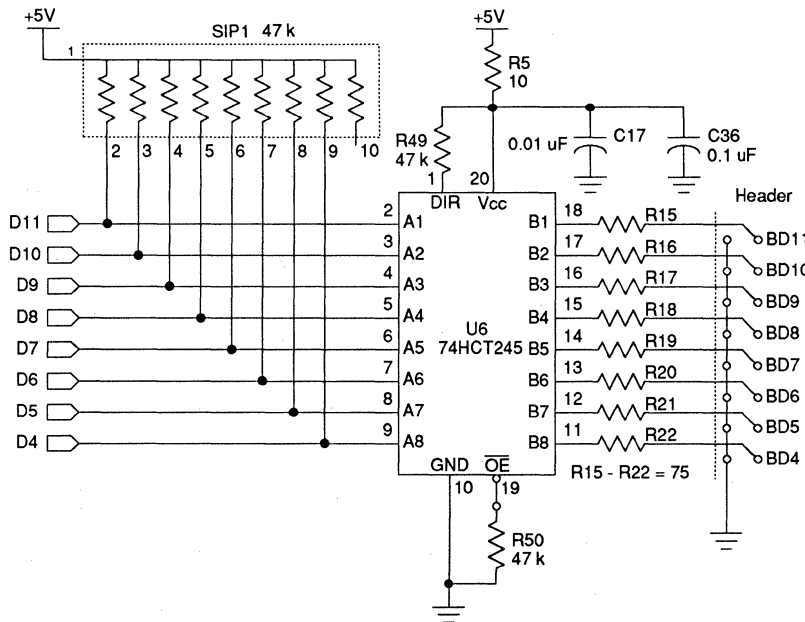 +5V
SIP1 47 k
1
2 3 4 5 6 7 8 9 10
+5V
R5
10
R49
47 k
0.01 uF C17
C36
0.1 uF
1 20
DIR Vcc
Header
D11 2 A1 B1 18 R15 BD11
D10 3 A2 B2 17 R16 BD10
D9 4 A3 B3 16 R17 BD9
D8 5 A4 B4 15 R18 BD8
U6
74HCT245
D7 6 A5 B5 14 R19 BD7
D6 7 A6 B6 13 R20 BD6
D5 8 A7 B7 12 R21 BD5
D4 9 A8 B8 11 R22 BD4
GND OE
10 19
R15 - R22 = 75
R50
47 k